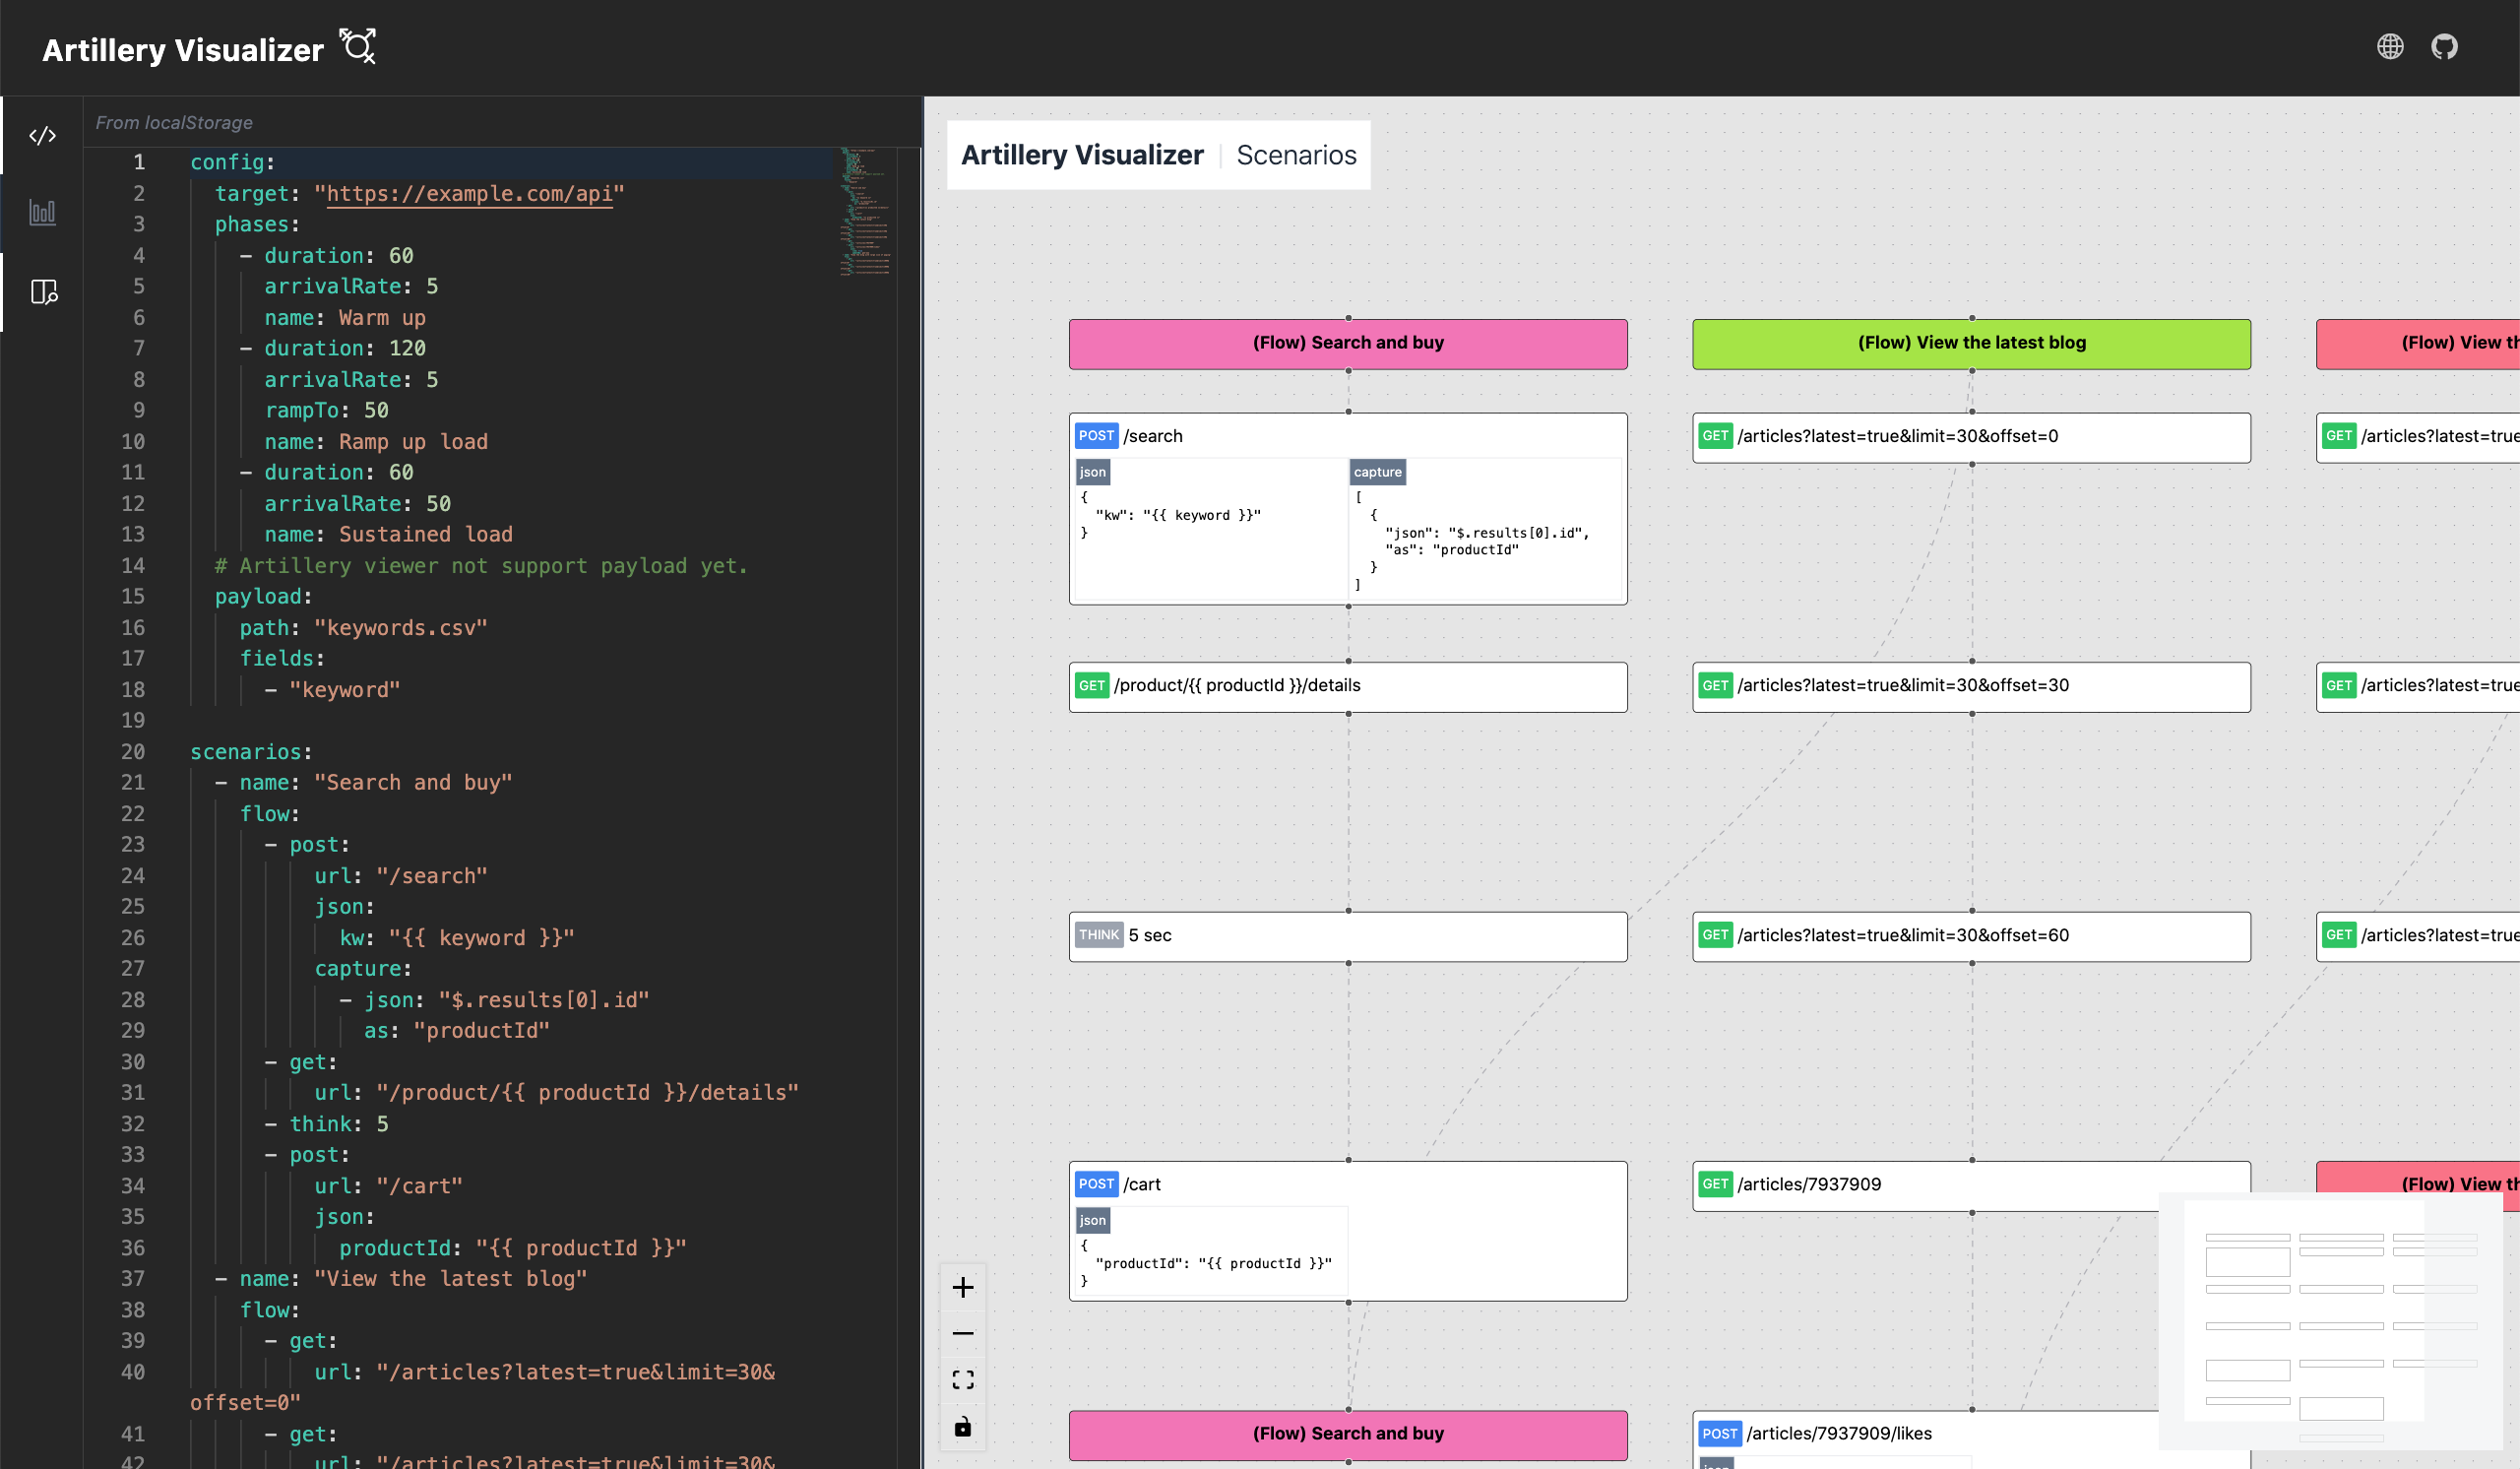 Artillery Visualizer
From localStorage
1 config:
2 target: "https://example.com/api"
3 phases:
4 - duration: 60
5 arrivalRate: 5
6 name: Warm up
7 - duration: 120
8 arrivalRate: 5
9 rampTo: 50
10 name: Ramp up load
11 - duration: 60
12 arrivalRate: 50
13 name: Sustained load
14 # Artillery viewer not support payload yet.
15 payload:
16 path: "keywords.csv"
17 fields:
18 - "keyword"
19
20 scenarios:
21 - name: "Search and buy"
22 flow:
23 - post:
24 url: "/search"
25 json:
26 kw: "{{ keyword }}"
27 capture:
28 - json: "$.results[0].id"
29 as: "productId"
30 - get:
31 url: "/product/{{ productId }}/details"
32 - think: 5
33 - post:
34 url: "/cart"
35 json:
36 productId: "{{ productId }}"
37 - name: "View the latest blog"
38 flow:
39 - get:
40 url: "/articles?latest=true&limit=30&
offset=0"
41 - get:
42 url: "/articles?latest=true&limit=30&
Artillery Visualizer | Scenarios
(Flow) Search and buy
POST /search
json
{
"kw": "{{ keyword }}"
}
capture
[
{
"json": "$.results[0].id",
"as": "productId"
}
]
GET /product/{{ productId }}/details
THINK 5 sec
POST /cart
json
{
"productId": "{{ productId }}"
}
(Flow) Search and buy
(Flow) View the latest blog
GET /articles?latest=true&limit=30&offset=0
GET /articles?latest=true&limit=30&offset=30
GET /articles?latest=true&limit=30&offset=60
GET /articles/7937909
POST /articles/7937909/likes
json
(Flow) View th
GET /articles?latest=true
GET /articles?latest=true
GET /articles?latest=true
(Flow) View th